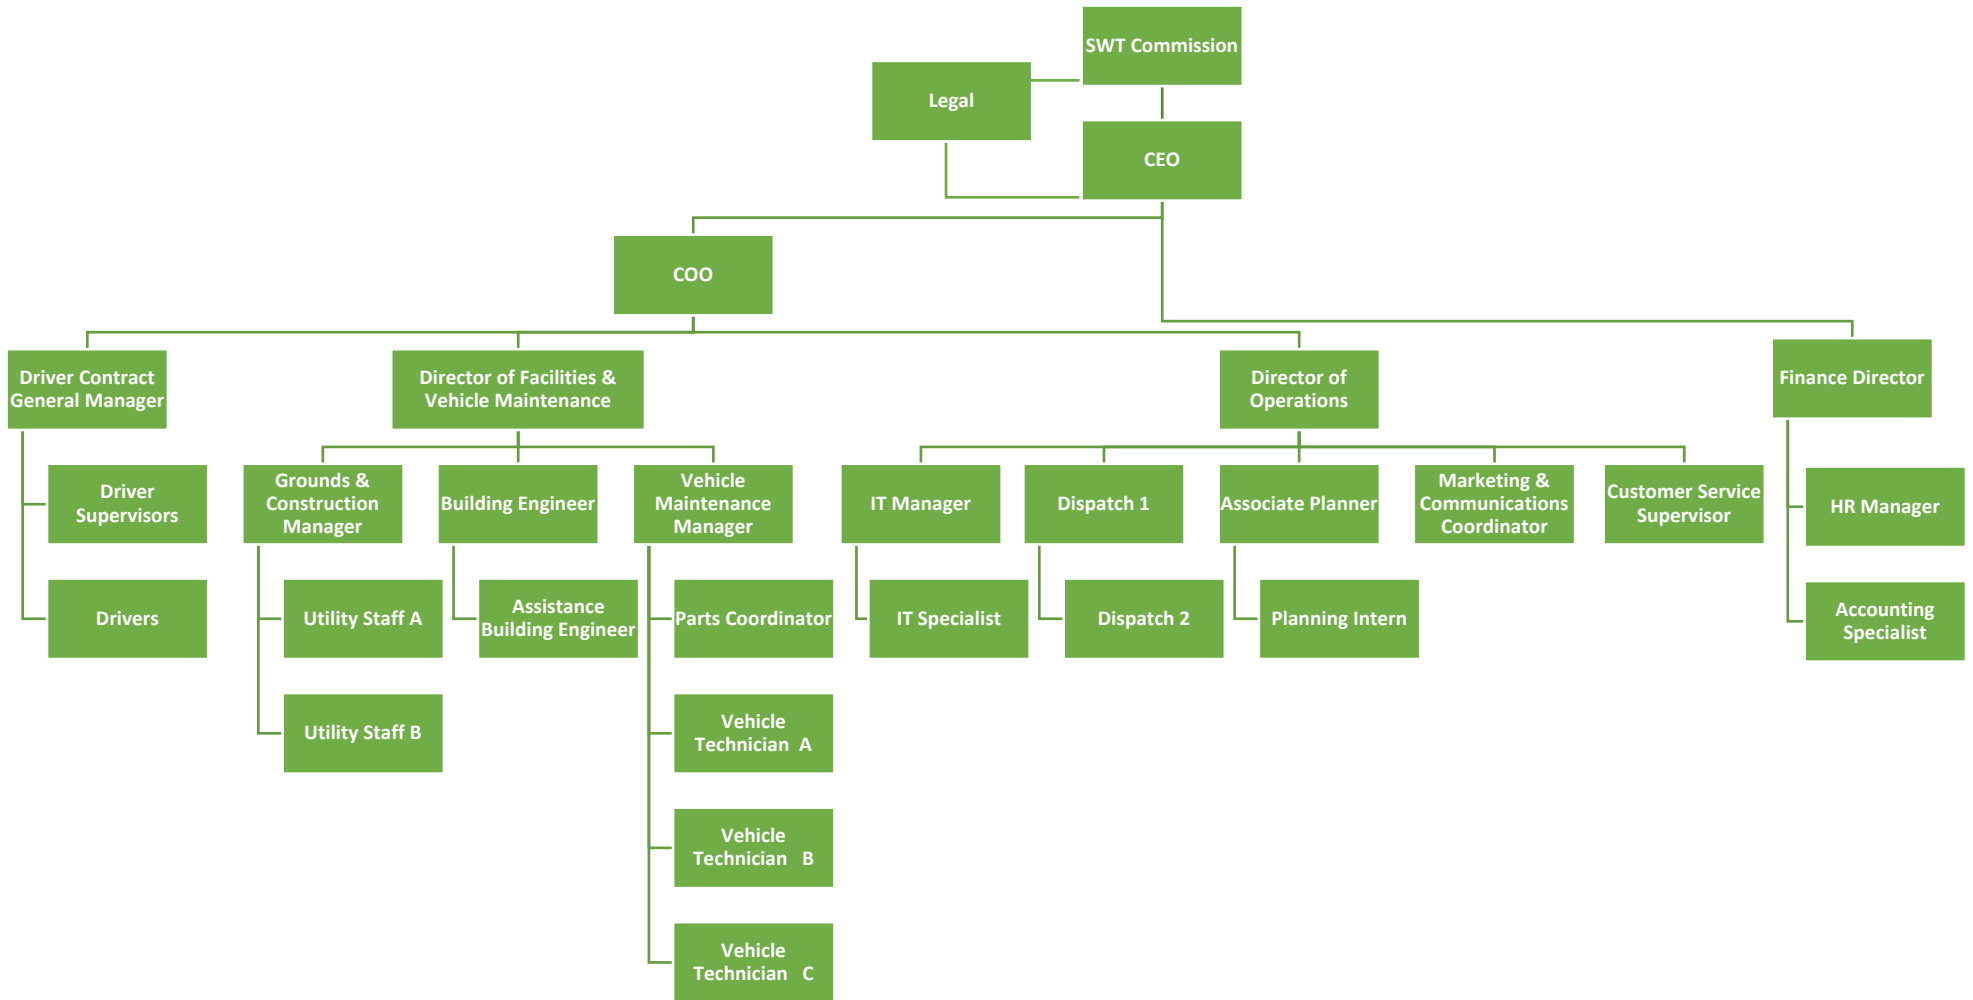 SWT Commission
Legal
CEO
COO
Driver Contract
General Manager
Director of Facilities &
Vehicle Maintenance
Director of
Operations
Finance Director
Driver
Supervisors
Grounds &
Construction
Manager
Building Engineer
Vehicle
Maintenance
Manager
IT Manager
Dispatch 1
Associate Planner
Marketing &
Communications
Coordinator
Customer Service
Supervisor
HR Manager
Drivers
Utility Staff A
Assistance
Building Engineer
Parts Coordinator
IT Specialist
Dispatch 2
Planning Intern
Accounting
Specialist
Utility Staff B
Vehicle
Technician  A
Vehicle
Technician   B
Vehicle
Technician   C